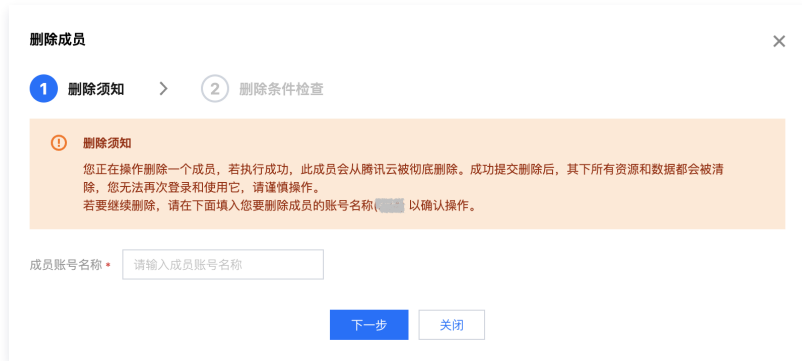 删除成员
1 删除须知 > 2 删除条件检查
删除须知
您正在操作删除一个成员，若执行成功，此成员会从腾讯云被彻底删除。成功提交删除后，其下所有资源和数据都会被清
除，您无法再次登录和使用它，请谨慎操作。
若要继续删除，请在下面填入您要删除成员的账号名称( 以确认操作。
成员账号名称 * 请输入成员账号名称
下一步 关闭